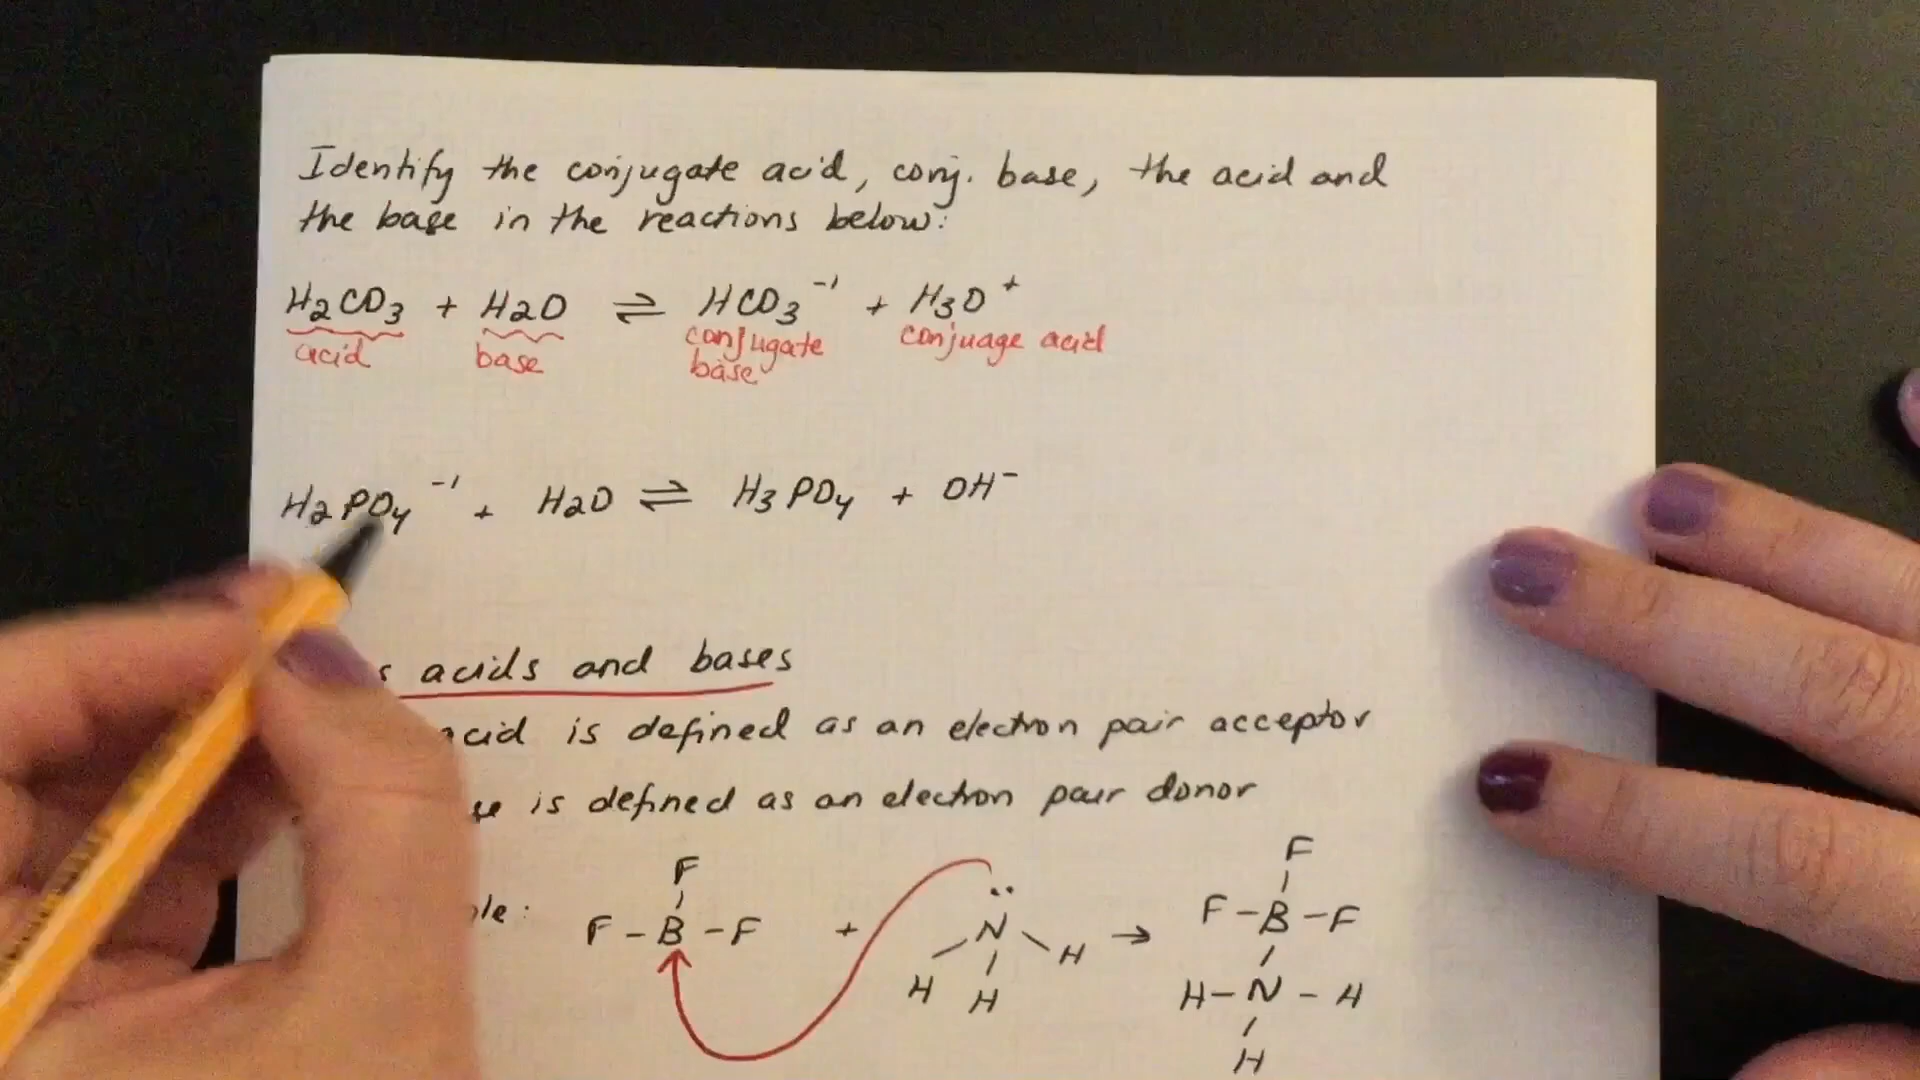 Identify the conjugate acid, conj. base, the acid and
the base in the reactions below:
H2CO3 + H2O ⇌ HCO3⁻¹ + H3O⁺
acid base conjugate conjuage acid
base
H2PO4⁻¹ + H2O ⇌ H3PO4 + OH⁻
acids and bases
acid is defined as an electron pair acceptor
is defined as an electron pair donor
F
F
F-B-F + N → F-B-F
H H H
H-N-H
H